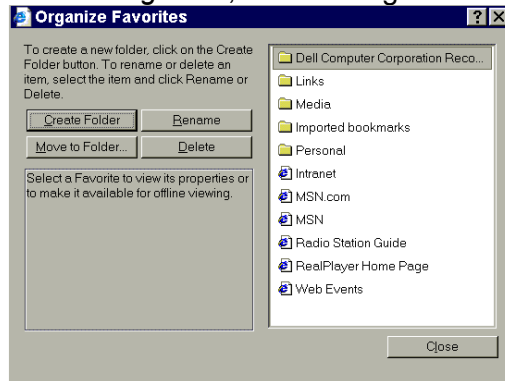 Organize Favorites
To create a new folder, click on the Create
Folder button. To rename or delete an
item, select the item and click Rename or
Delete.
Create Folder
Rename
Move to Folder...
Delete
Select a Favorite to view its properties or
to make it available for offline viewing.
Dell Computer Corporation Reco...
Links
Media
Imported bookmarks
Personal
Intranet
MSN.com
MSN
Radio Station Guide
RealPlayer Home Page
Web Events
Close